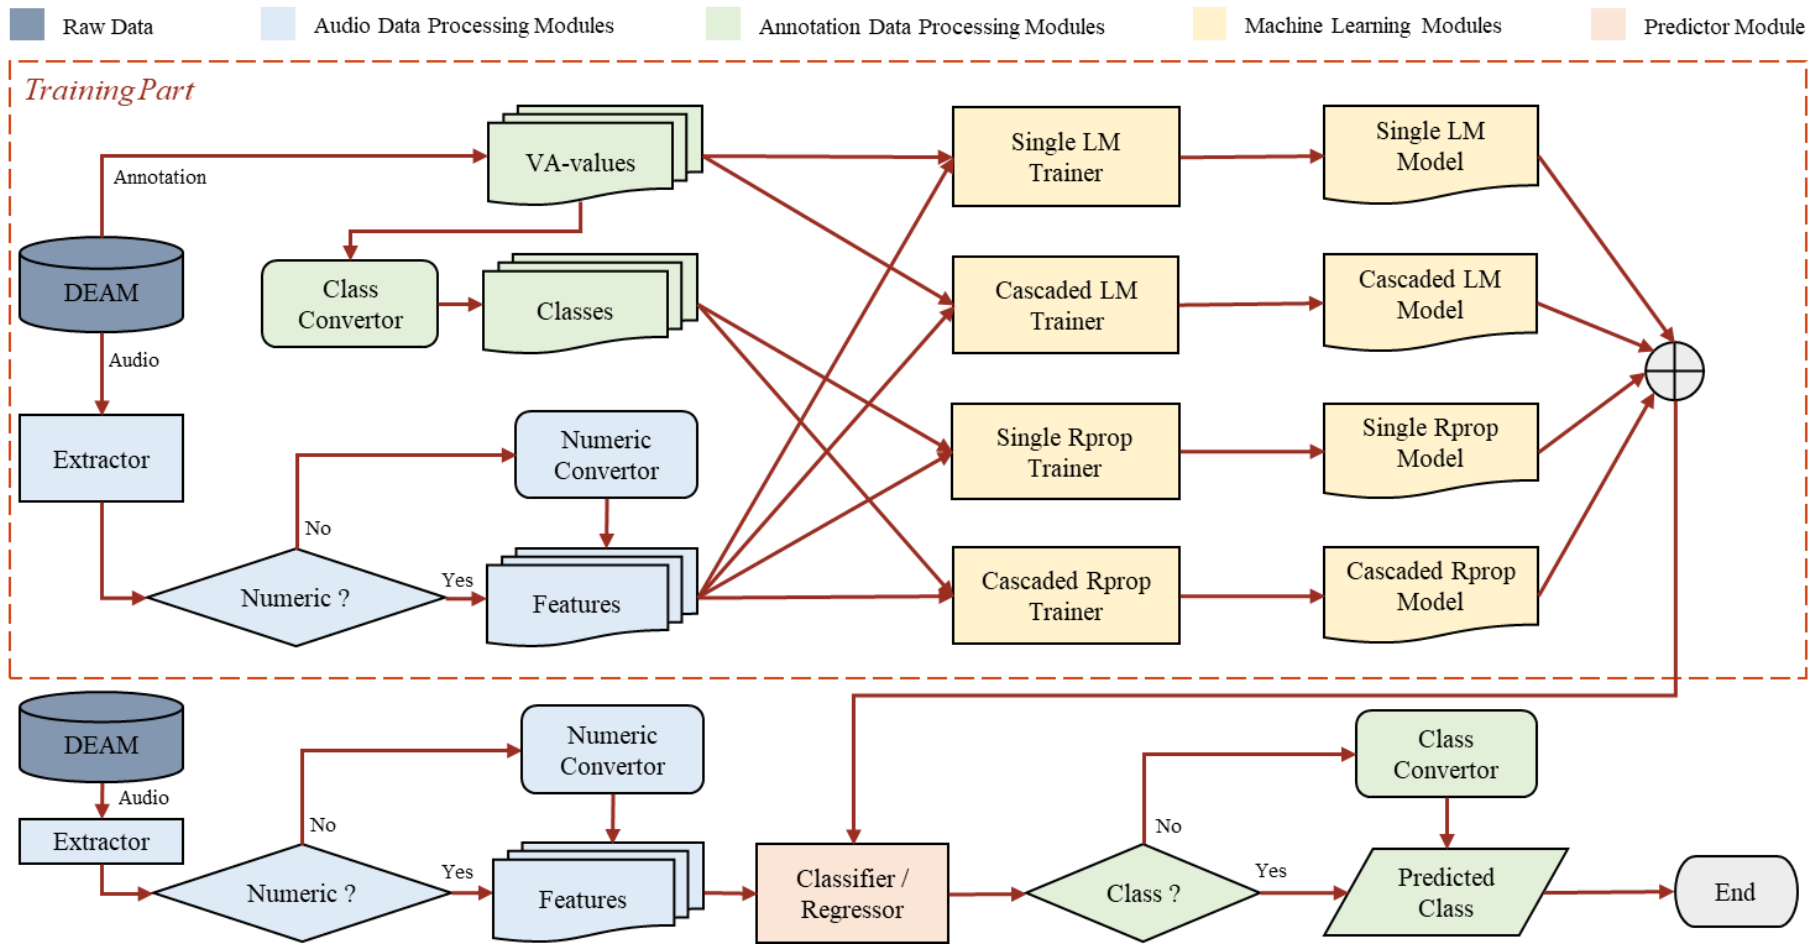 Raw Data
Audio Data Processing Modules
Annotation Data Processing Modules
Machine Learning Modules
Predictor Module
Training Part
Annotation
VA-values
Single LM
Trainer
Single LM
Model
DEAM
Class
Convertor
Classes
Cascaded LM
Trainer
Cascaded LM
Model
Audio
Extractor
Numeric
Convertor
Single Rprop
Trainer
Single Rprop
Model
No
Numeric ?
Yes
Features
Cascaded Rprop
Trainer
Cascaded Rprop
Model
DEAM
Audio
Extractor
Numeric
Convertor
No
Numeric ?
Yes
Features
Classifier /
Regressor
Class
Convertor
No
Class ?
Yes
Predicted
Class
End